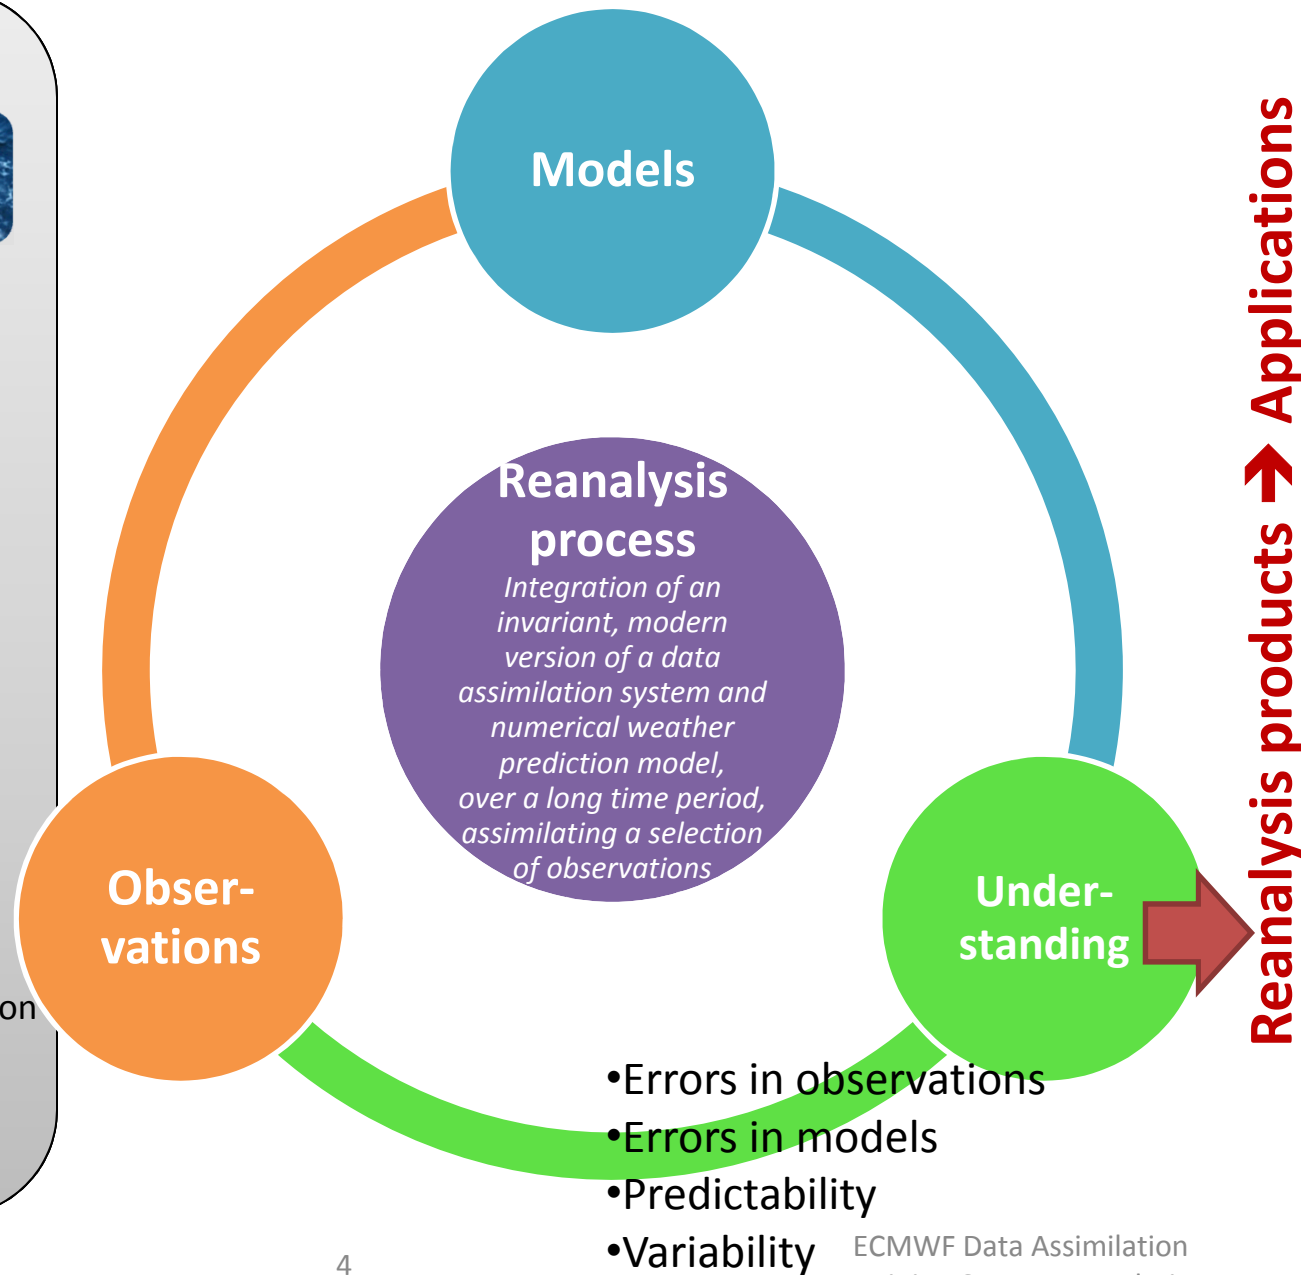 Models
Reanalysis
process
Integration of an
invariant, modern
version of a data
assimilation system and
numerical weather
prediction model,
over a long time period,
assimilating a selection
of observations
Obser-
vations
Under-
standing
Reanalysis products ➔ Applications
on
•Errors in observations
•Errors in models
•Predictability
•Variability
4
ECMWF Data Assimilation